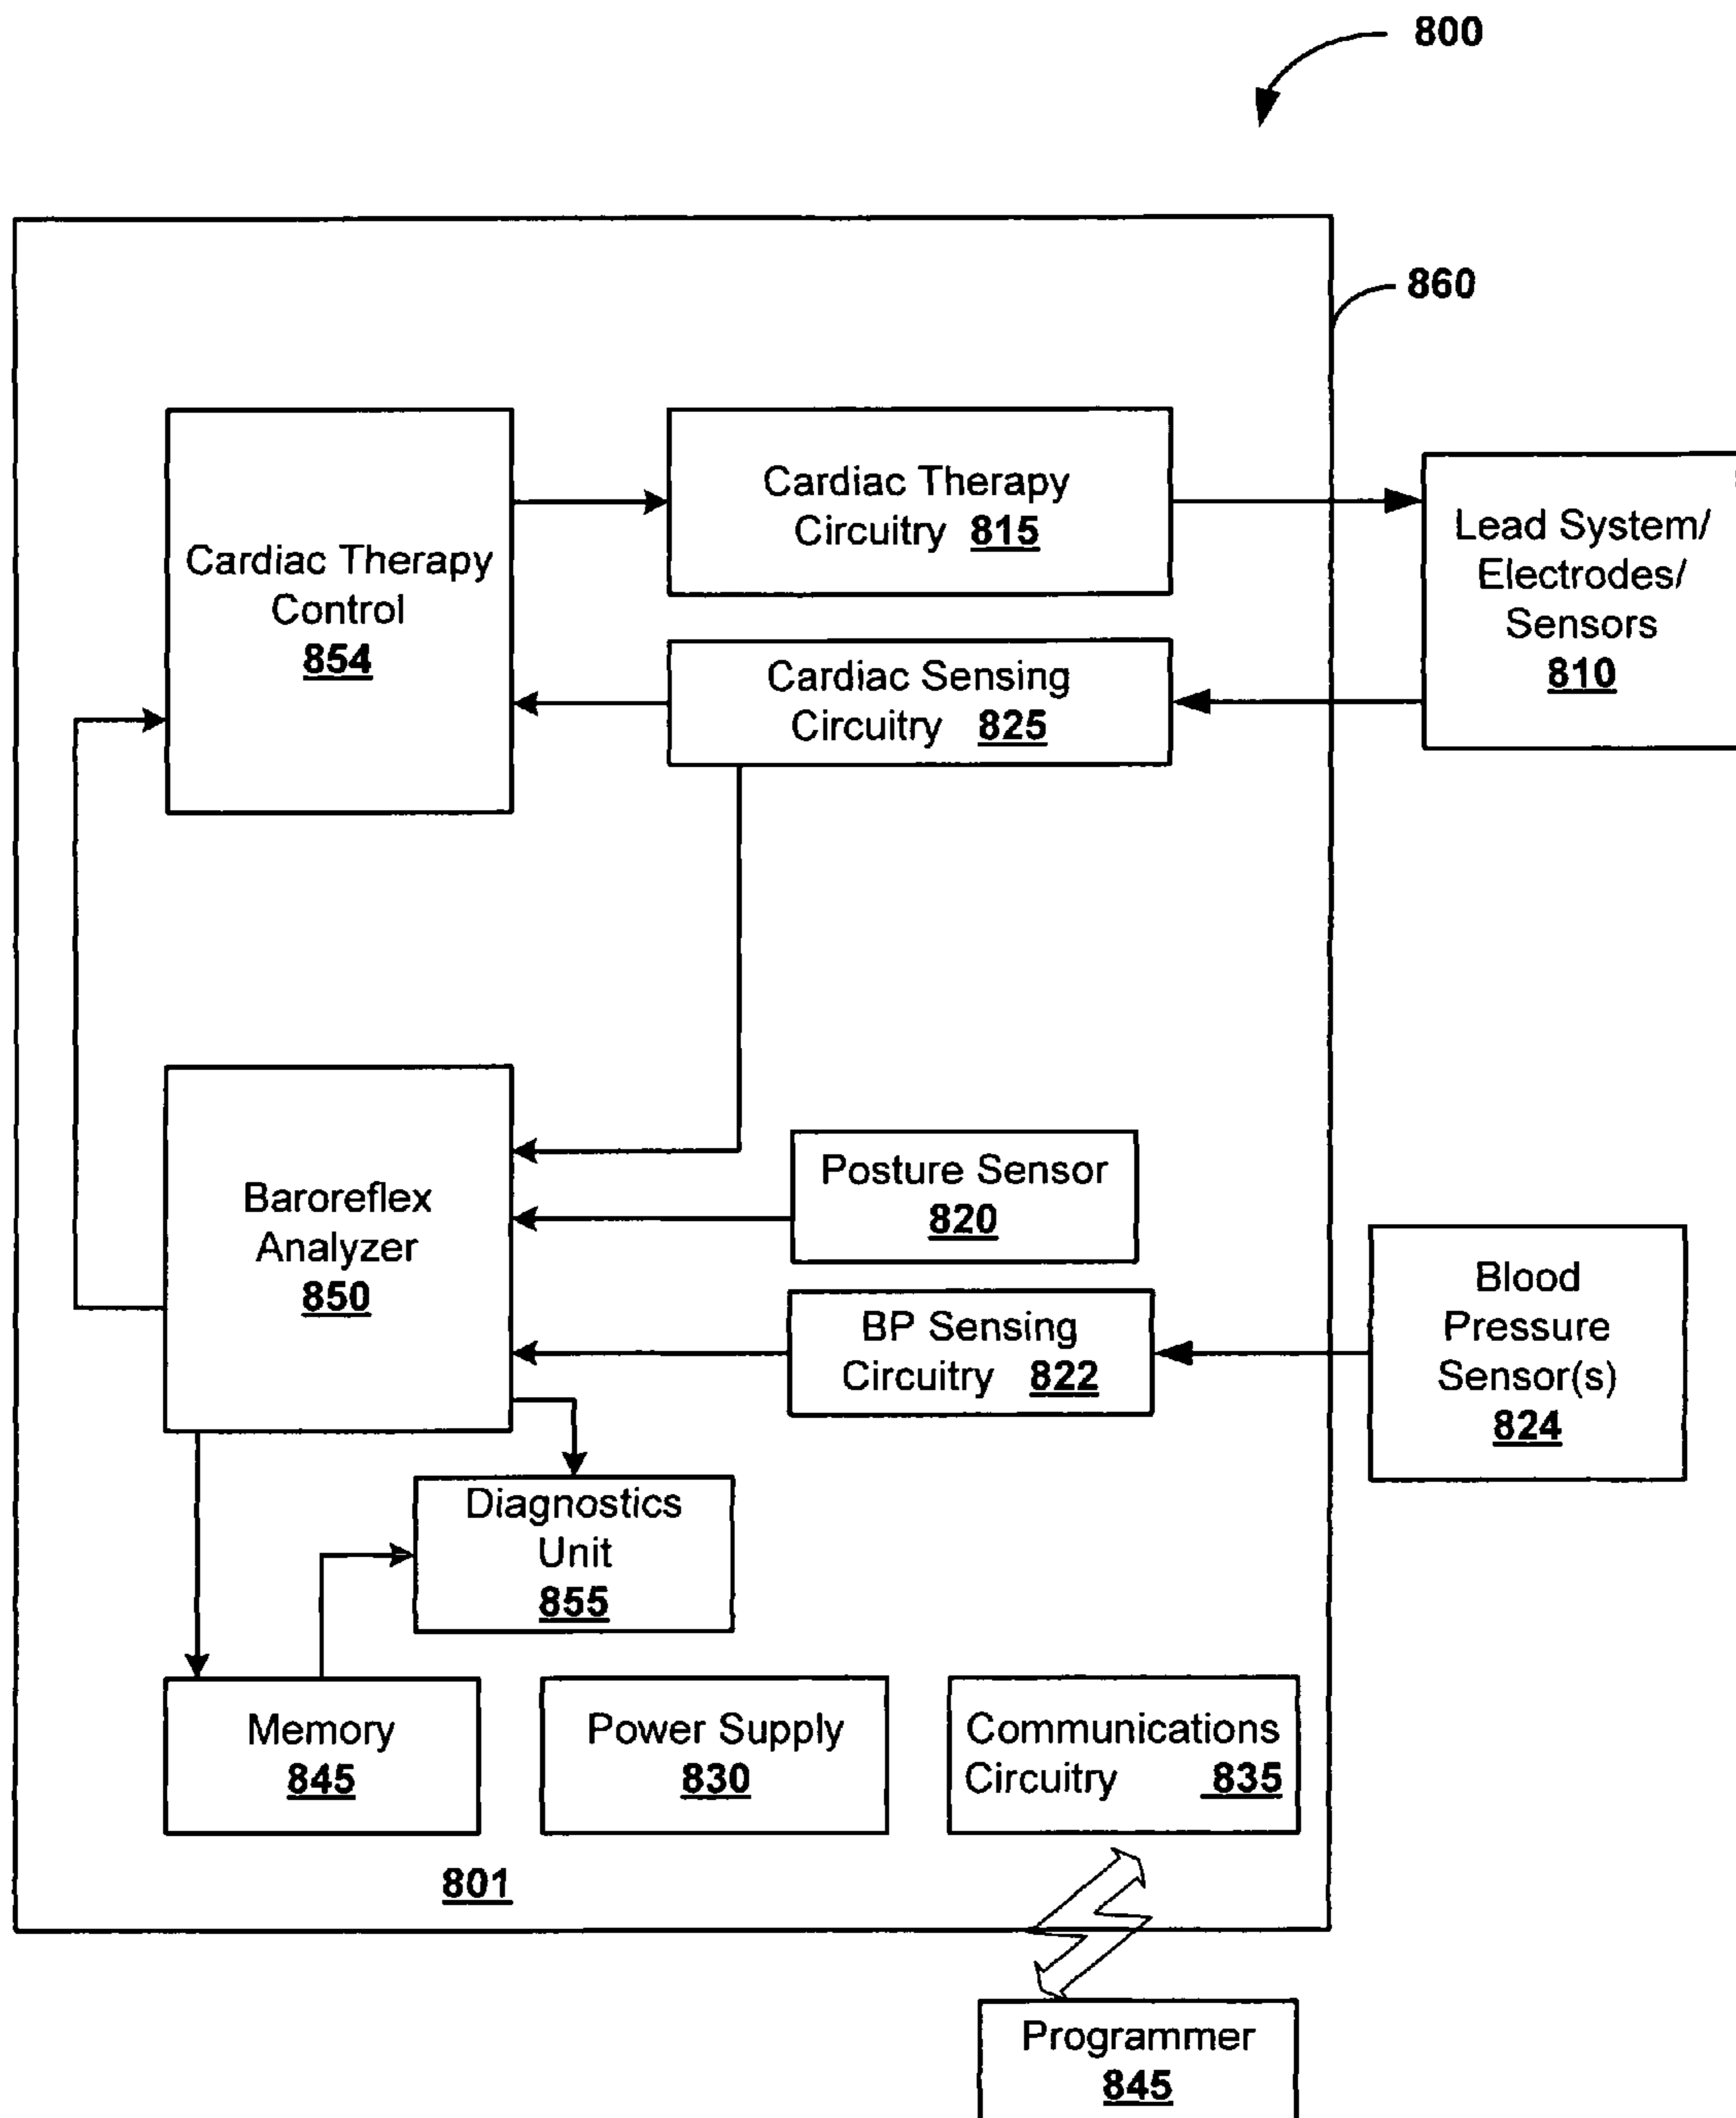 800
860
Cardiac Therapy
Control
854
Cardiac Therapy
Circuitry 815
Lead System/
Electrodes/
Sensors
810
Cardiac Sensing
Circuitry 825
Baroreflex
Analyzer
850
Posture Sensor
820
BP Sensing
Circuitry 822
Blood
Pressure
Sensor(s)
824
Diagnostics
Unit
855
Memory
845
Power Supply
830
Communications
Circuitry 835
801
Programmer
845